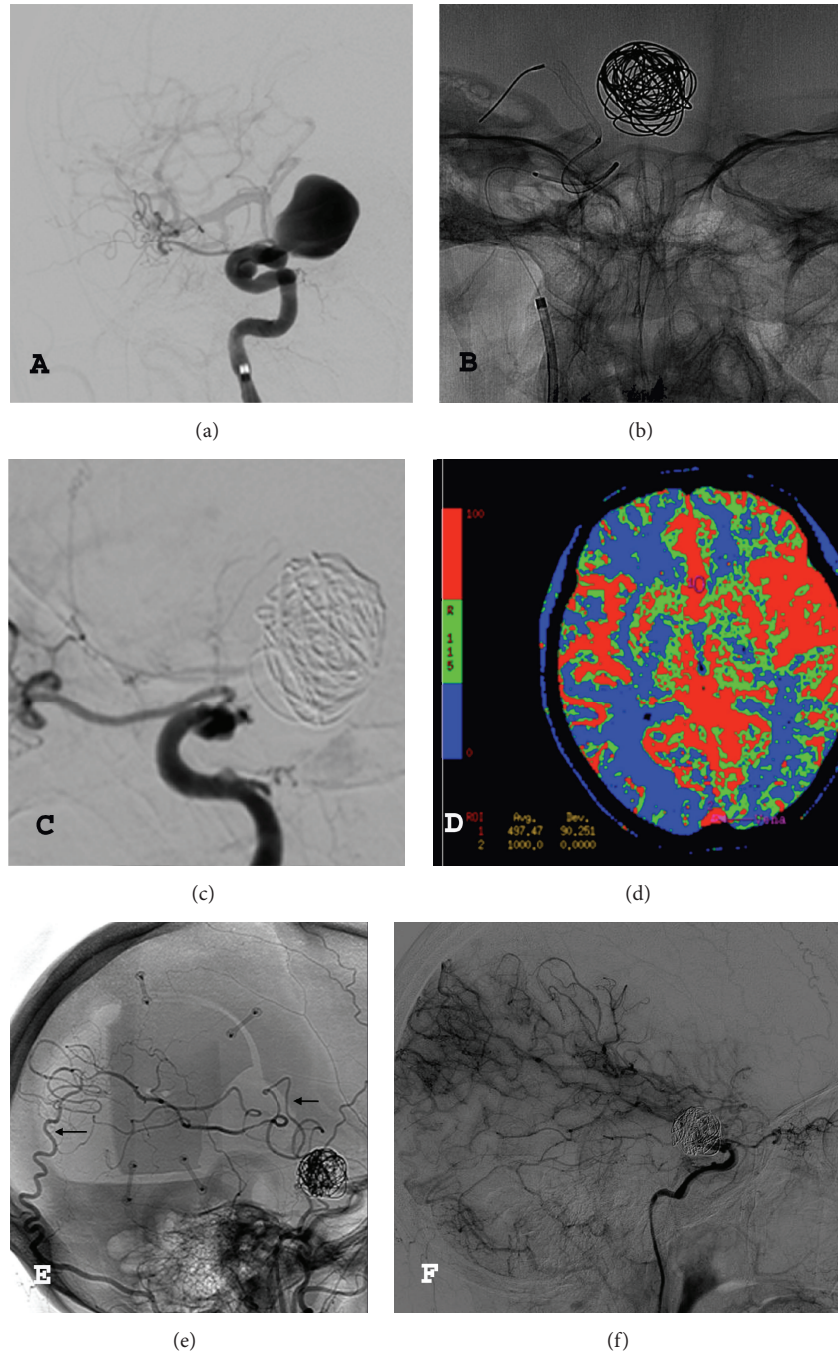 A
B
(a)
(b)
C
100
R
1
1
5
0
ROI Avg. Dev.
1 497.47 90.251
2 1000.0 0.0000
D
(c)
(d)
E
F
(e)
(f)